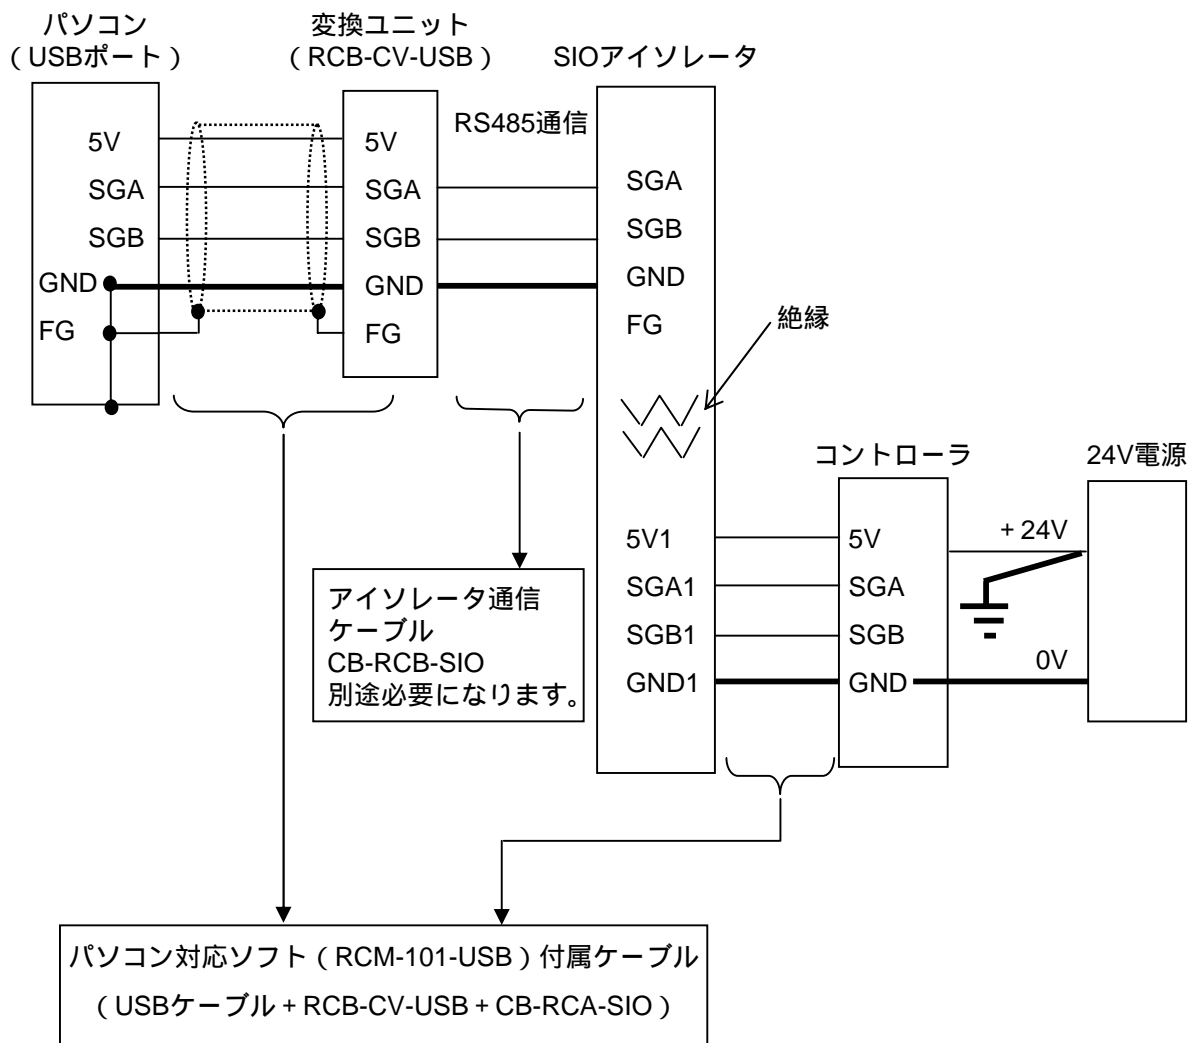 パソコン
（USBポート）
変換ユニット
（RCB-CV-USB）
SIOアイソレータ
5V
SGA
SGB
GND
FG
5V
SGA
SGB
GND
FG
RS485通信
SGA
SGB
GND
FG
絶縁
5V1
SGA1
SGB1
GND1
コントローラ
5V
SGA
SGB
GND
24V電源
+24V
0V
アイソレータ通信
ケーブル
CB-RCB-SIO
別途必要になります。
パソコン対応ソフト（RCM-101-USB）付属ケーブル
（USBケーブル+RCB-CV-USB+CB-RCA-SIO）